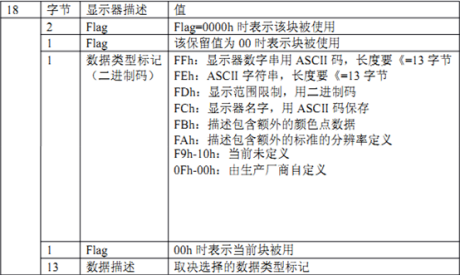 18 字节 显示器描述 值
2 Flag Flag=0000h 时表示该块被使用
1 Flag 该保留值为 00 时表示块被使用
1 数据类型标记 FFh：显示器数字串用 ASCII 码，长度要《=13 字节
（二进制码） FEh：ASCII 字符串，长度要《=13 字节
FDh：显示范围限制，用二进制码
FCh：显示器名字，用 ASCII 码保存
FBh：描述包含额外的颜色点数据
FAh：描述包含额外的标准的分辨率定义
F9h-10h：当前未定义
0Fh-00h：由生产厂商自定义
1 Flag 00h 时表示当前块被用
13 数据描述 取决选择的数据类型标记